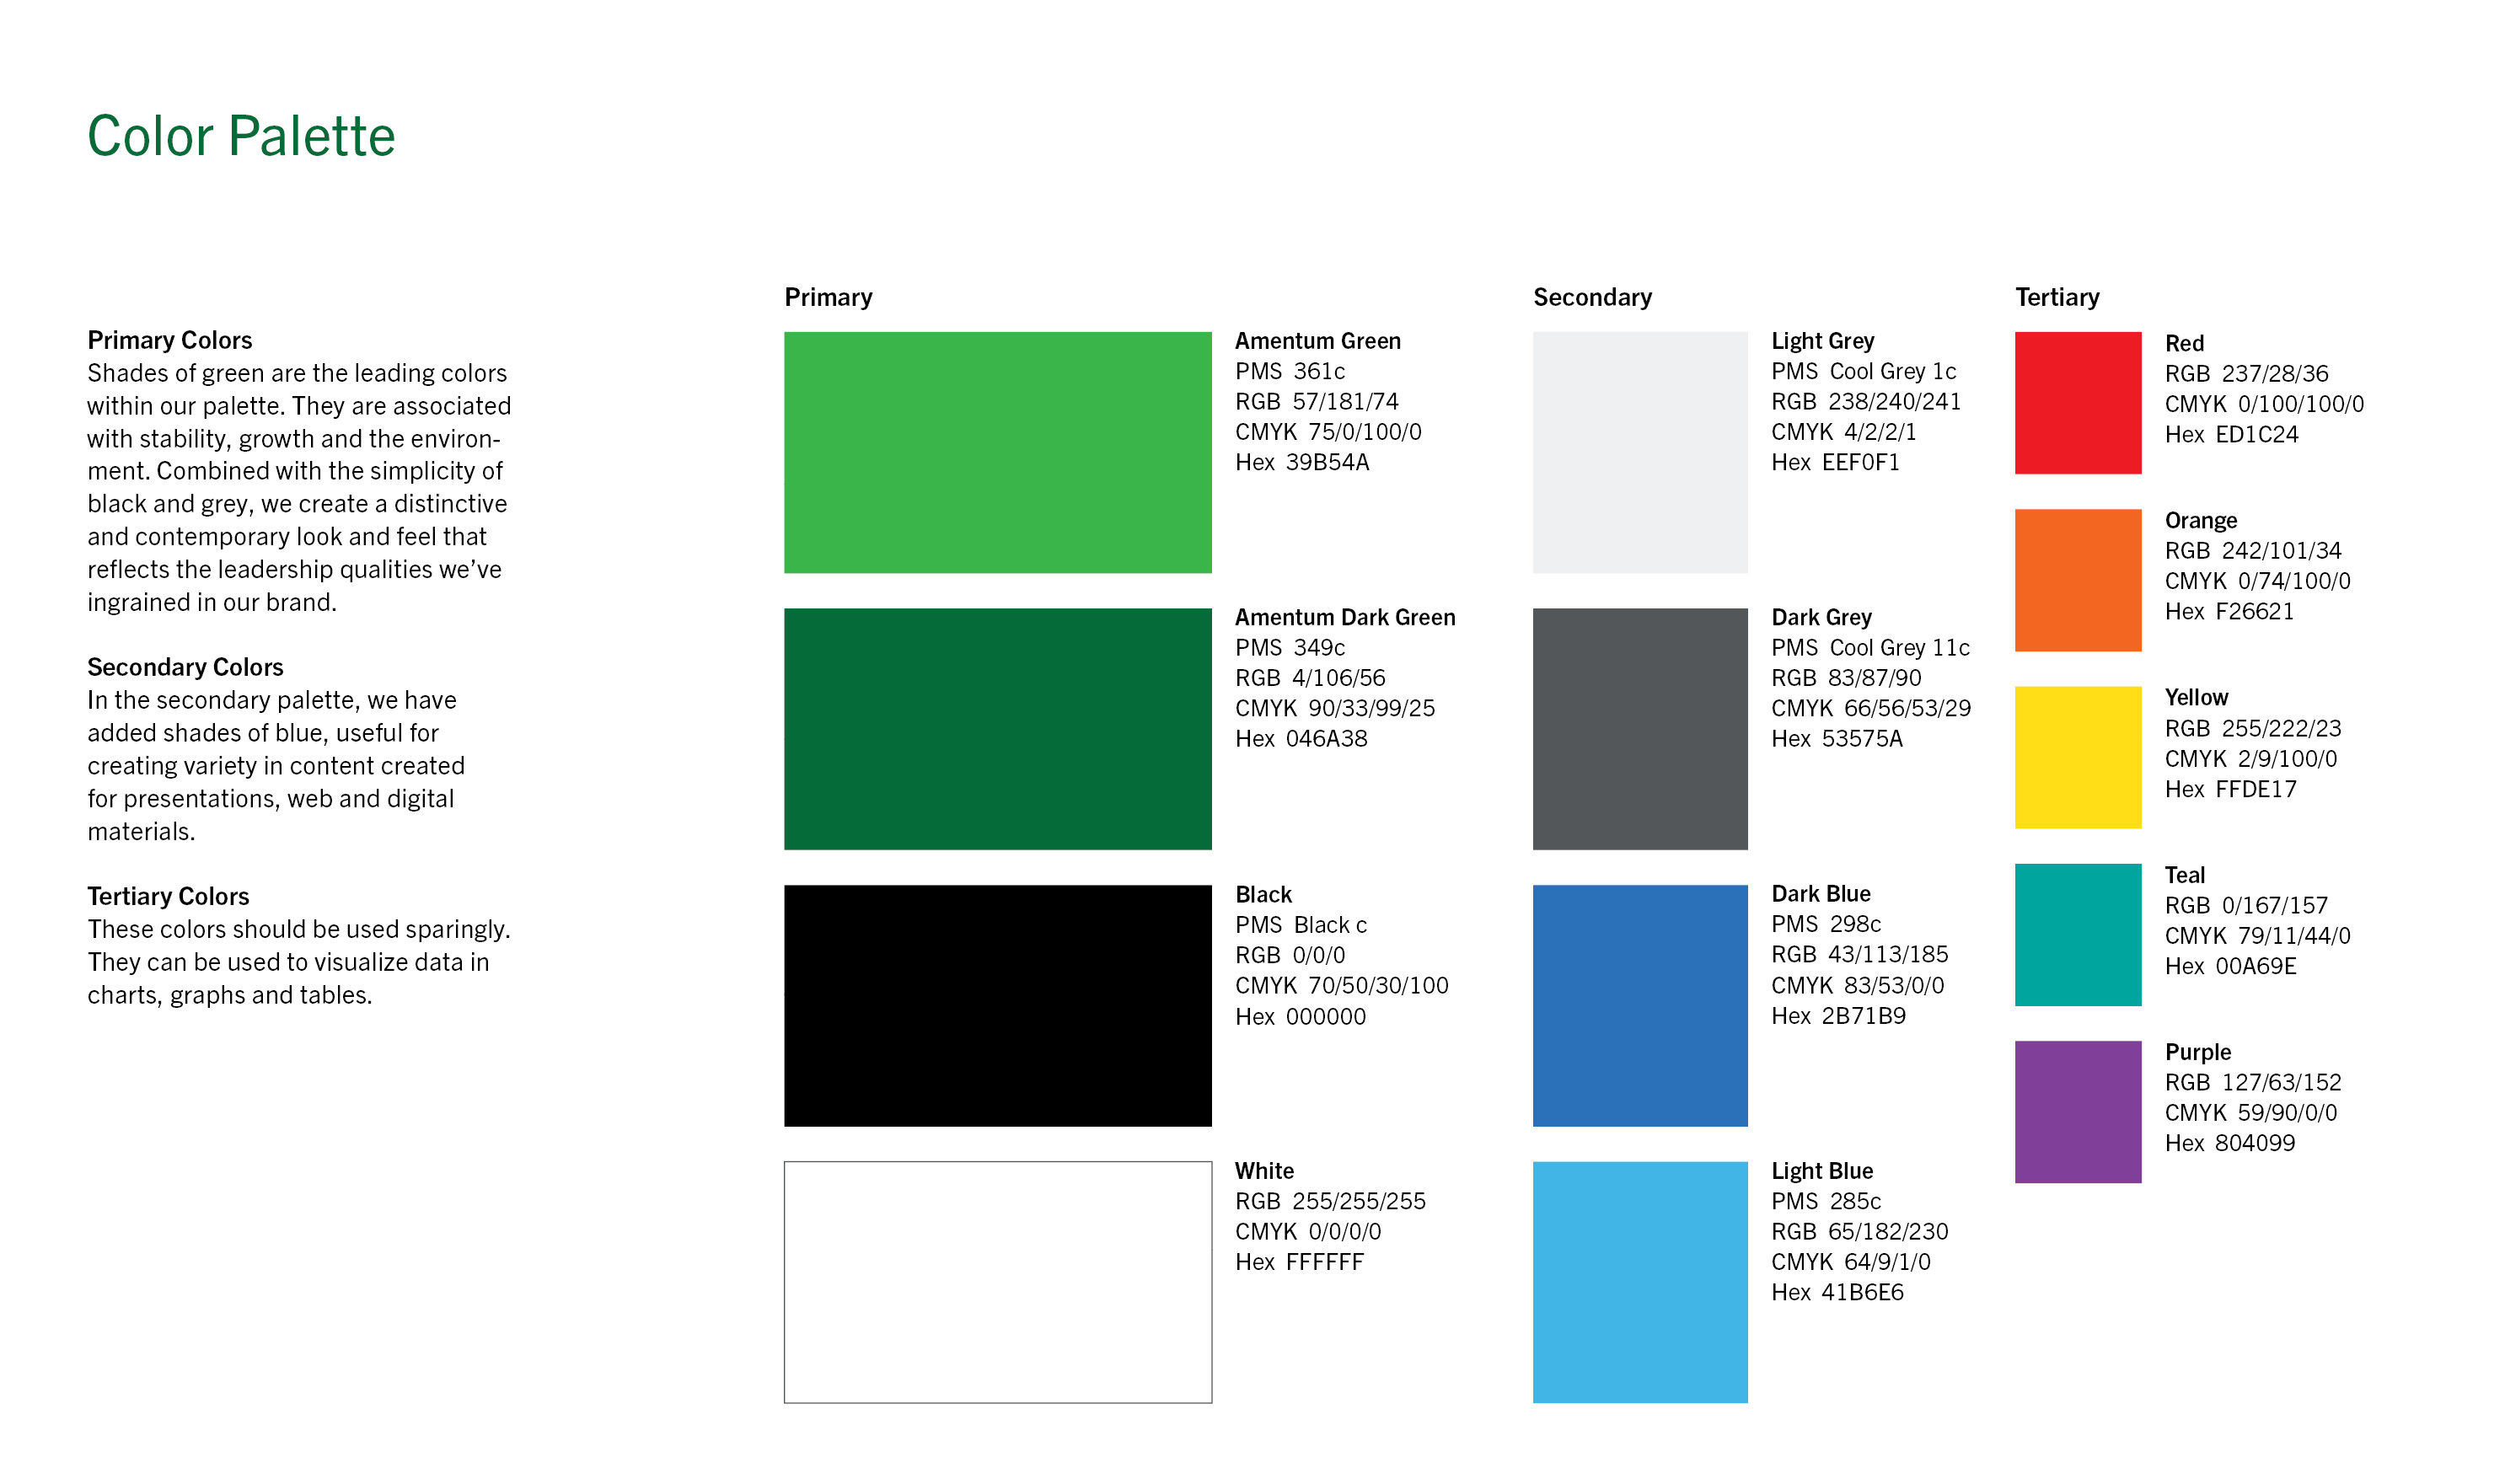 Color Palette
Primary Colors
Shades of green are the leading colors
within our palette. They are associated
with stability, growth and the environ-
ment. Combined with the simplicity of
black and grey, we create a distinctive
and contemporary look and feel that
reflects the leadership qualities we’ve
ingrained in our brand.
Secondary Colors
In the secondary palette, we have
added shades of blue, useful for
creating variety in content created
for presentations, web and digital
materials.
Tertiary Colors
These colors should be used sparingly.
They can be used to visualize data in
charts, graphs and tables.
Primary
Amentum Green
PMS 361c
RGB 57/181/74
CMYK 75/0/100/0
Hex 39B54A
Amentum Dark Green
PMS 349c
RGB 4/106/56
CMYK 90/33/99/25
Hex 046A38
Black
PMS Black c
RGB 0/0/0
CMYK 70/50/30/100
Hex 000000
White
RGB 255/255/255
CMYK 0/0/0/0
Hex FFFFFF
Secondary
Light Grey
PMS Cool Grey 1c
RGB 238/240/241
CMYK 4/2/2/1
Hex EEF0F1
Dark Grey
PMS Cool Grey 11c
RGB 83/87/90
CMYK 66/56/53/29
Hex 53575A
Dark Blue
PMS 298c
RGB 43/113/185
CMYK 83/53/0/0
Hex 2B71B9
Light Blue
PMS 285c
RGB 65/182/230
CMYK 64/9/1/0
Hex 41B6E6
Tertiary
Red
RGB 237/28/36
CMYK 0/100/100/0
Hex ED1C24
Orange
RGB 242/101/34
CMYK 0/74/100/0
Hex F26621
Yellow
RGB 255/222/23
CMYK 2/9/100/0
Hex FFDE17
Teal
RGB 0/167/157
CMYK 79/11/44/0
Hex 00A69E
Purple
RGB 127/63/152
CMYK 59/90/0/0
Hex 804099